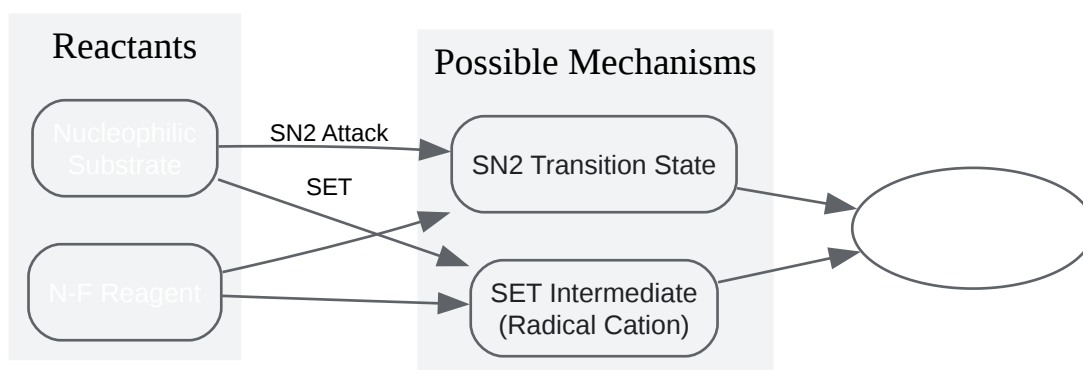 Reactants
Nucleophilic
Substrate
N-F Reagent
SN2 Attack
SET
Possible Mechanisms
SN2 Transition State
SET Intermediate
(Radical Cation)